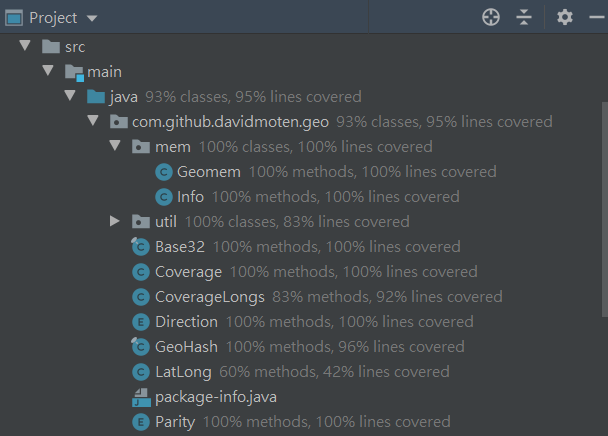 Project
src
main
java 93% classes, 95% lines covered
com.github.davidmoten.geo 93% classes, 95% lines covered
mem 100% classes, 100% lines covered
Geomem 100% methods, 100% lines covered
Info 100% methods, 100% lines covered
util 100% classes, 83% lines covered
Base32 100% methods, 100% lines covered
Coverage 100% methods, 100% lines covered
CoverageLongs 83% methods, 92% lines covered
Direction 100% methods, 100% lines covered
GeoHash 100% methods, 96% lines covered
LatLong 60% methods, 42% lines covered
package-info.java
Parity 100% methods, 100% lines covered